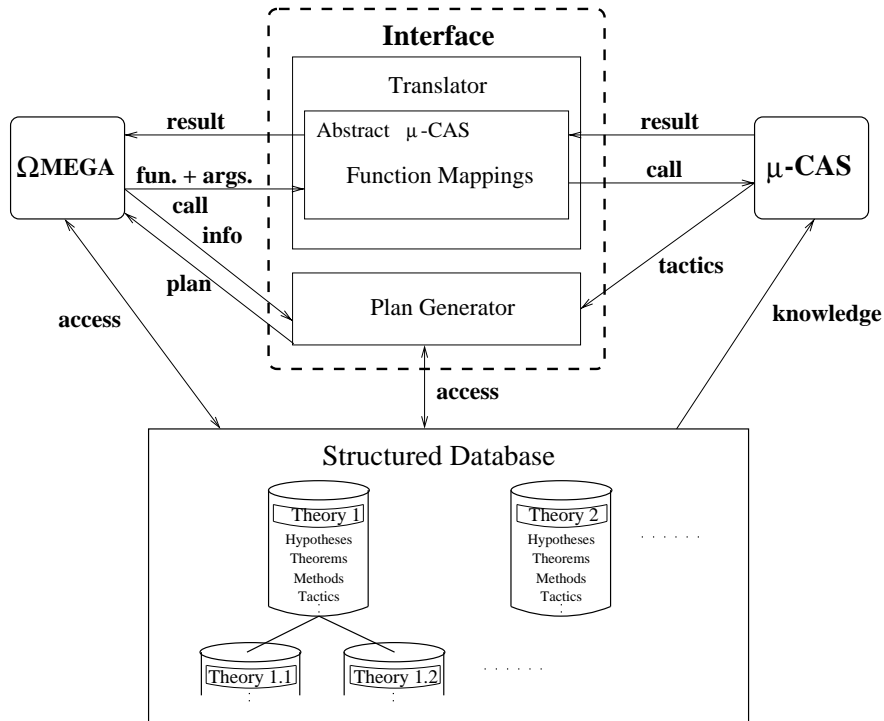 Interface
Translator
result
Abstract μ-CAS
result
ΩMEGA
fun. + args.
Function Mappings
call
μ-CAS
call
info
tactics
plan
Plan Generator
access
knowledge
access
Structured Database
Theory 1
Theory 2
Hypotheses
Hypotheses
Theorems
Theorems
Methods
Methods
Tactics
Tactics
Theory 1.1
Theory 1.2